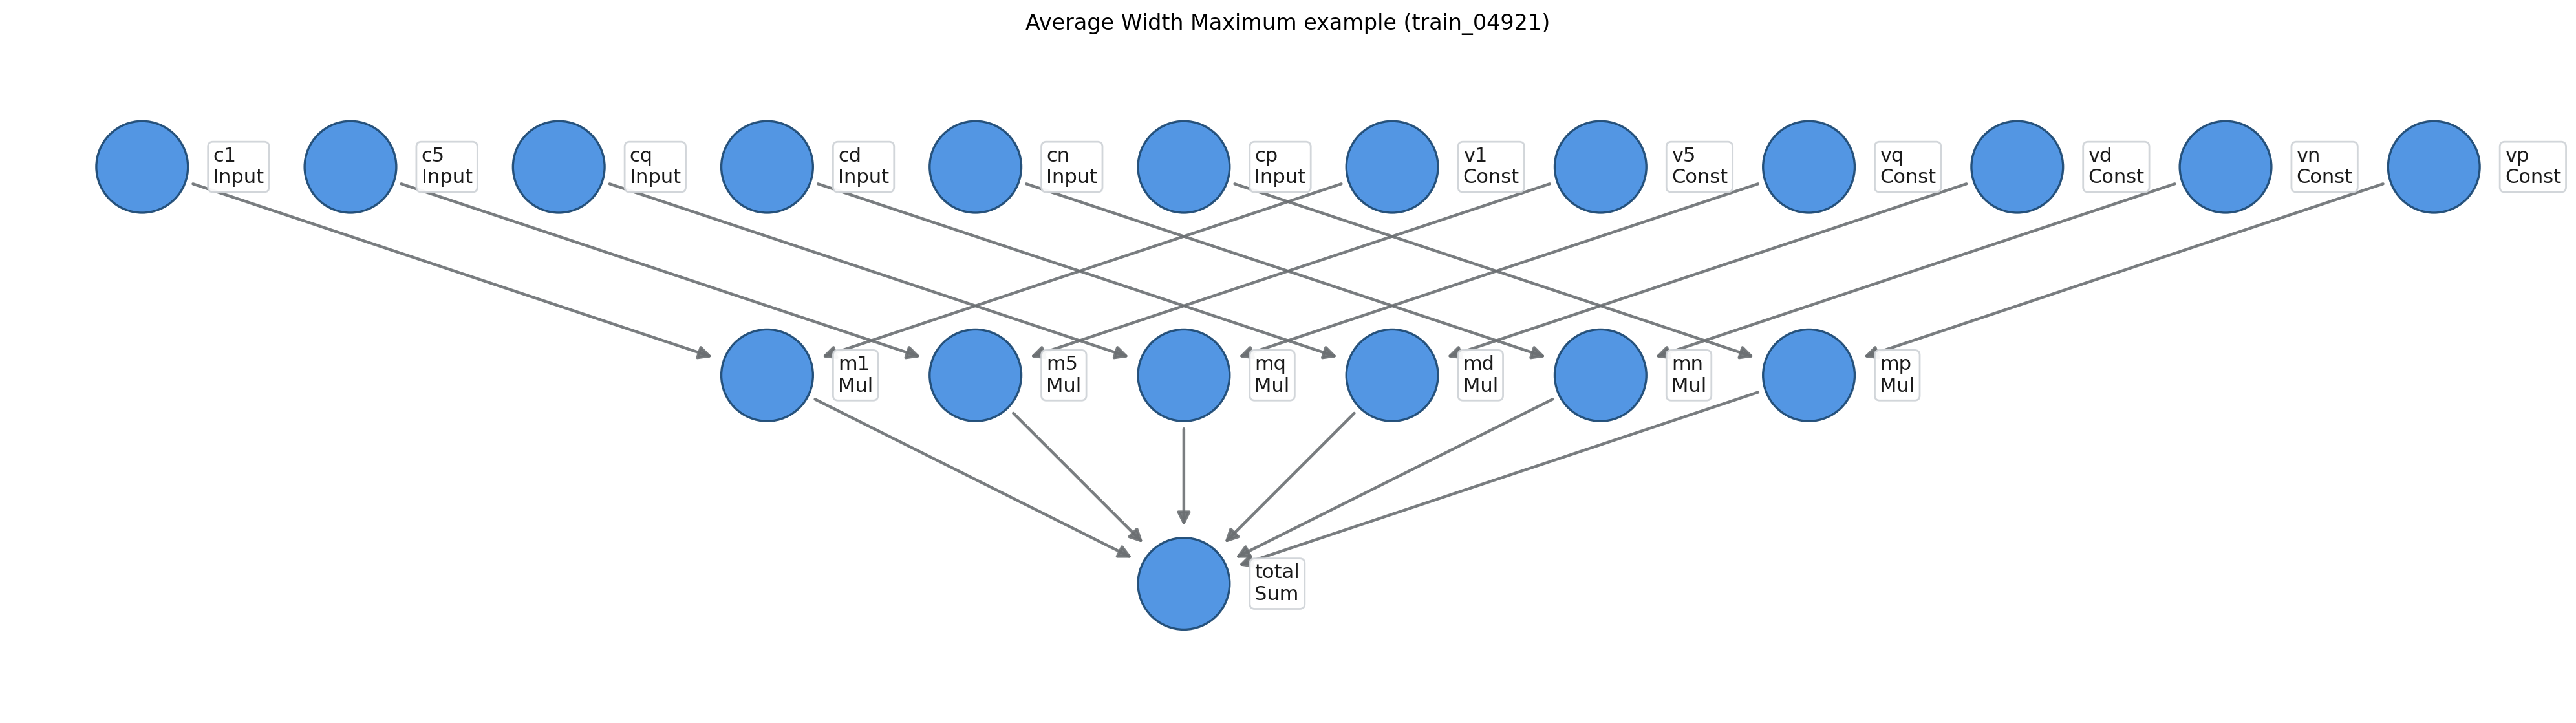 Average Width Maximum example (train_04921)
c1
Input
c5
Input
cq
Input
cd
Input
cn
Input
cp
Input
v1
Const
v5
Const
vq
Const
vd
Const
vn
Const
vp
Const
m1
Mul
m5
Mul
mq
Mul
md
Mul
mn
Mul
mp
Mul
total
Sum